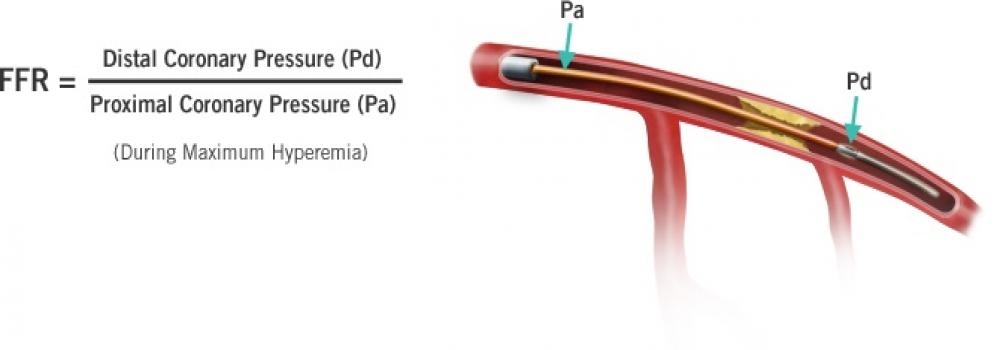 FFR =
Distal Coronary Pressure (Pd)
Proximal Coronary Pressure (Pa)
(During Maximum Hyperemia)
Pa
Pd